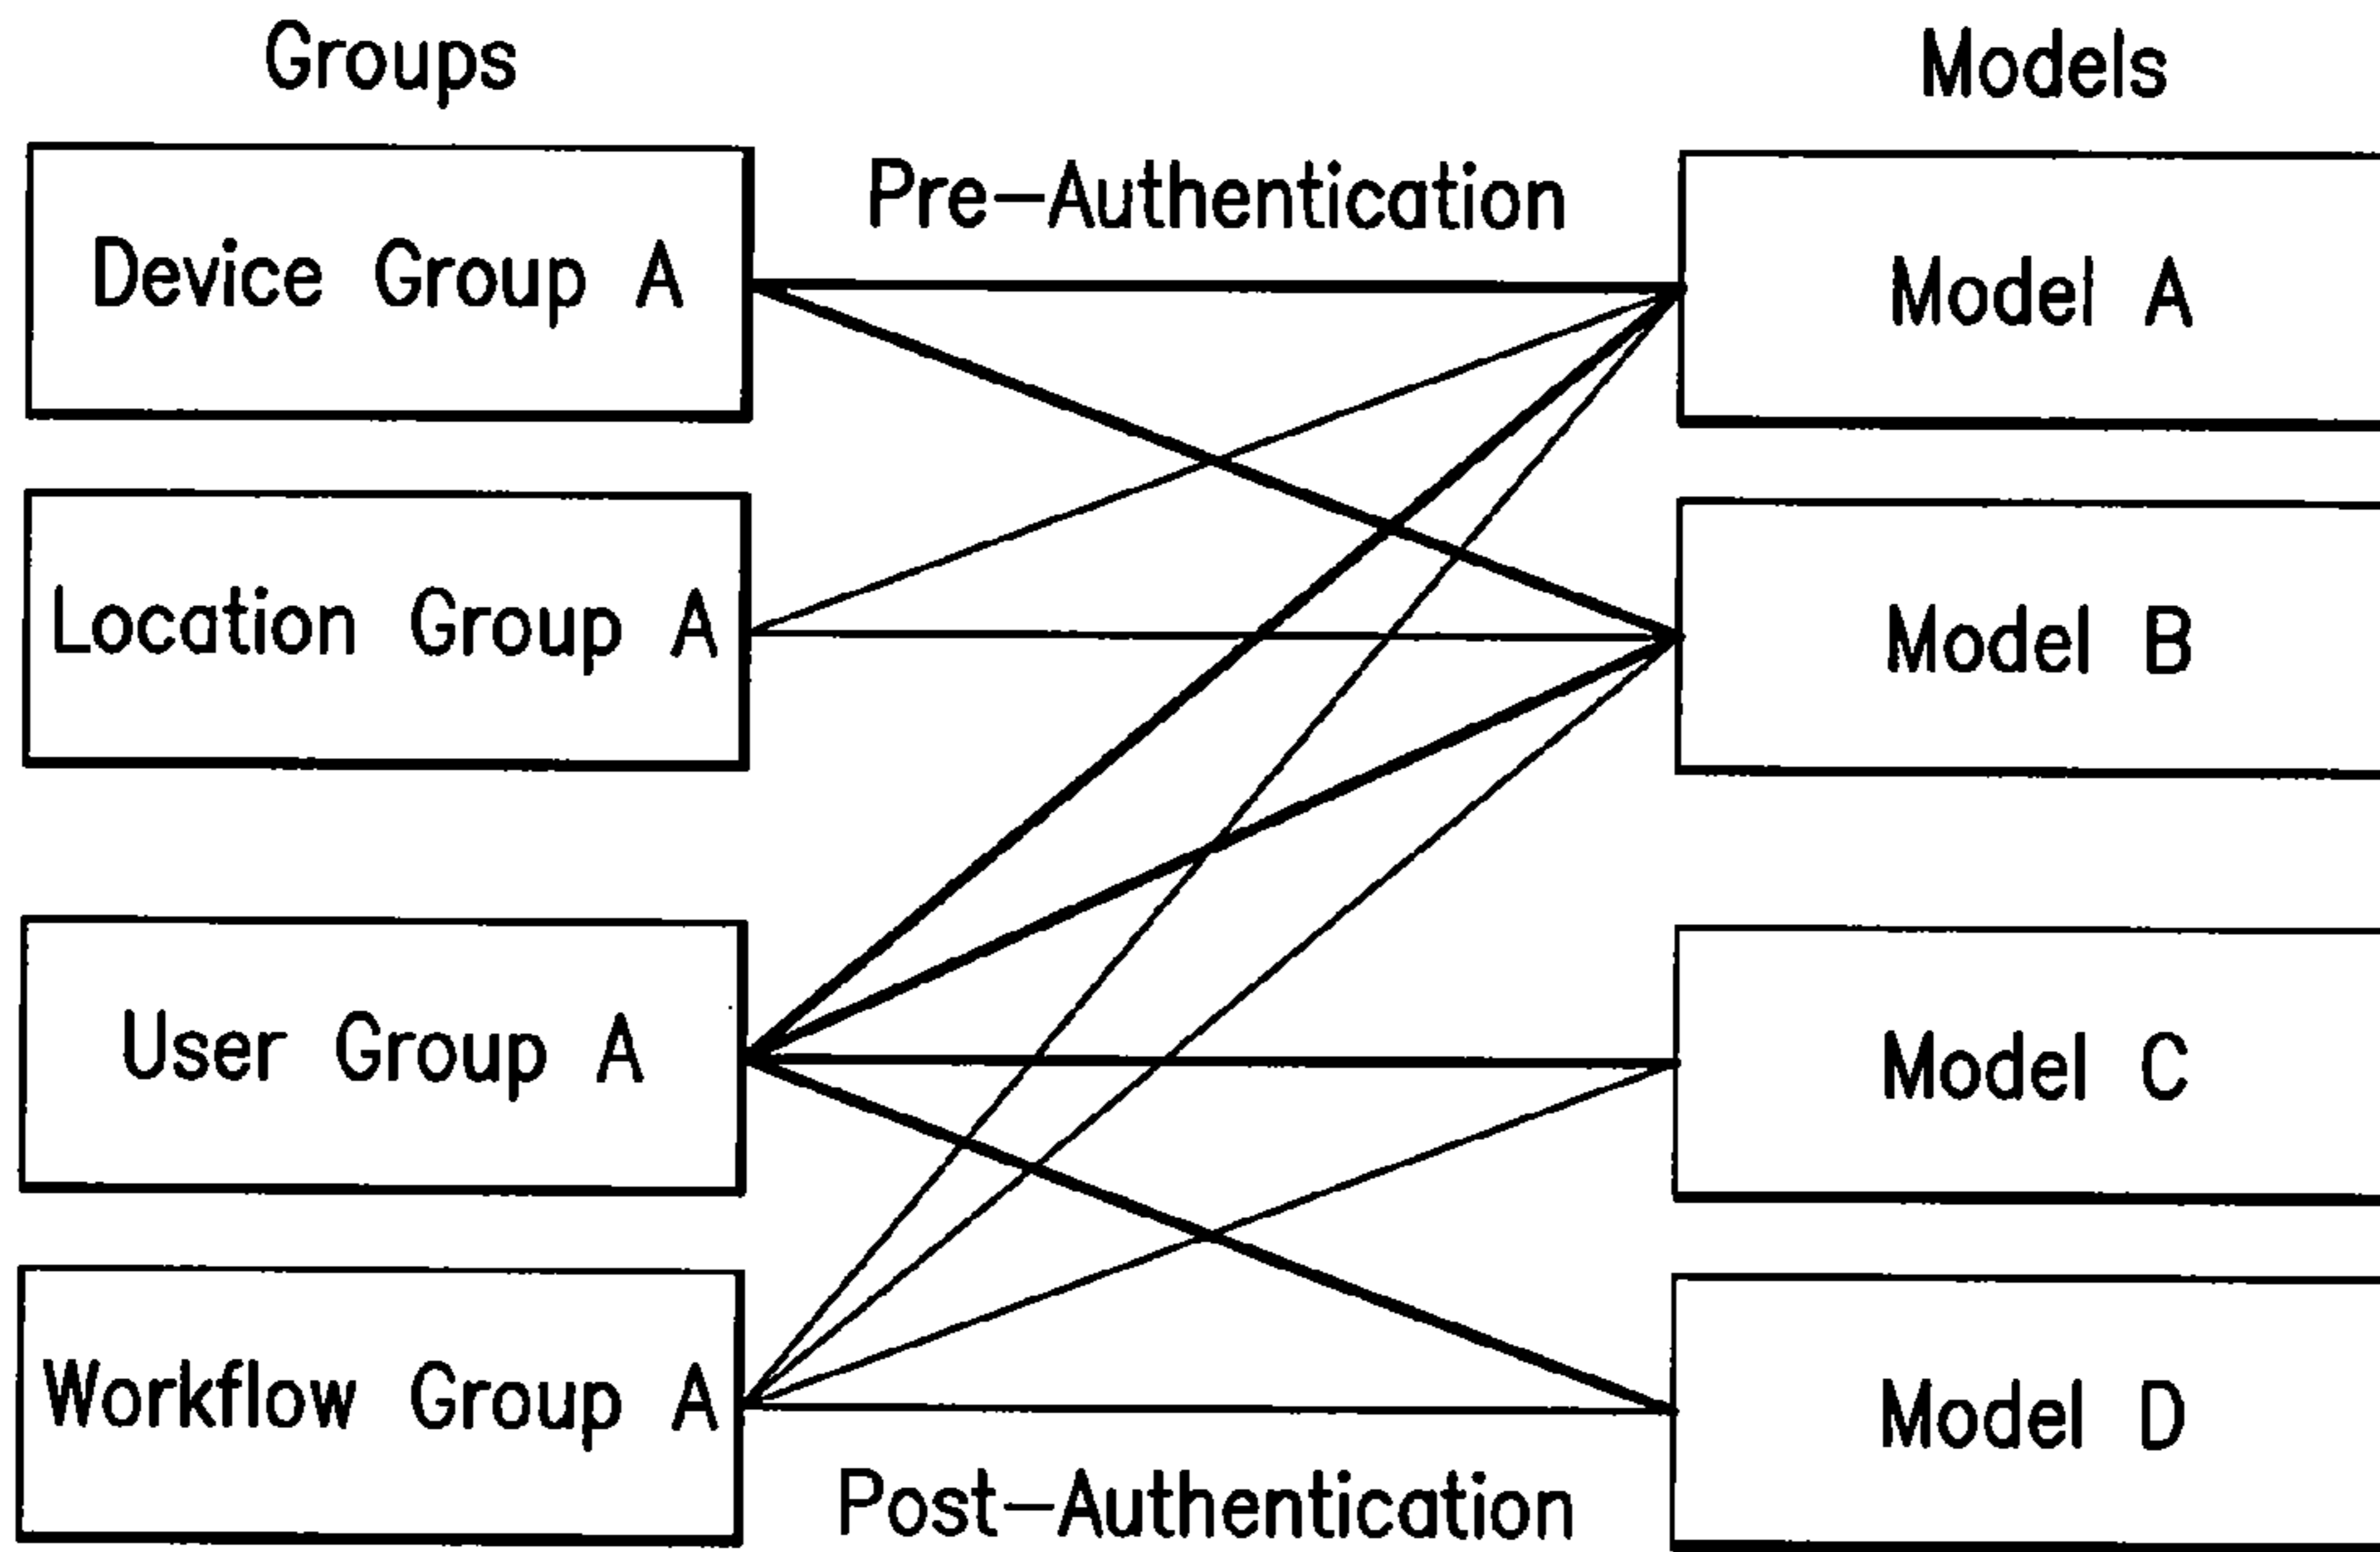 Groups
Models
Pre-Authentication
Device Group A
Model A
Location Group A
Model B
User Group A
Model C
Workflow Group A
Model D
Post-Authentication